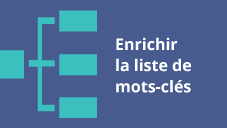 Enrichir
la liste de
mots-clés